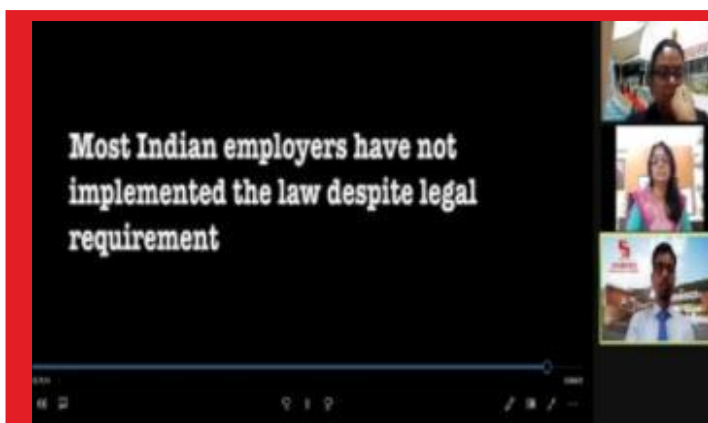 Most Indian employers have not
implemented the law despite legal
requirement